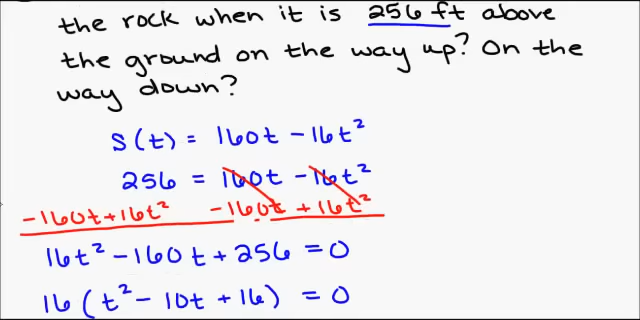 the rock when it is 256 ft above
the ground on the way up? On the
way down?
s(t) = 160t - 16t²
256 = 160t - 16t²
-160t + 16t² -160t + 16t²
16t² - 160t + 256 = 0
16 ( t² - 10t + 16 ) = 0